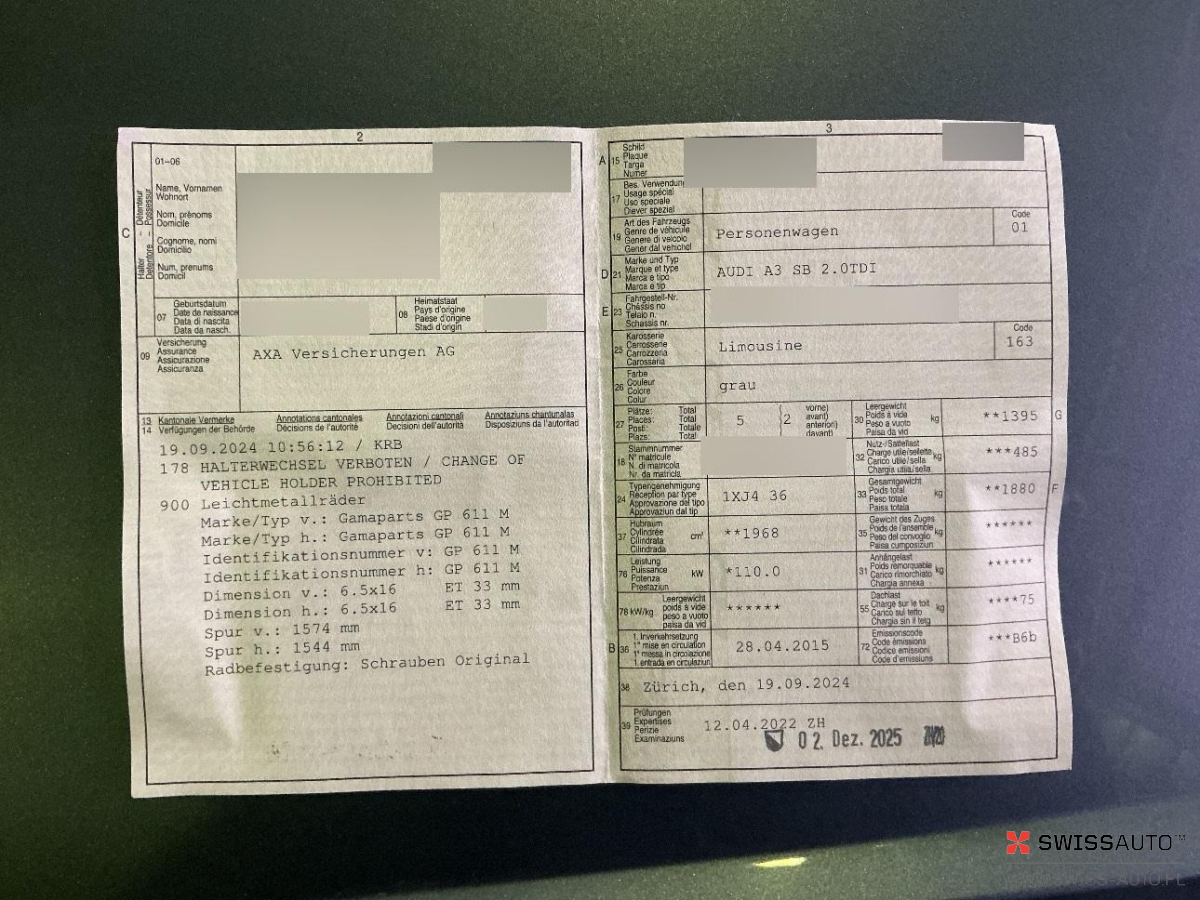 2
01-06
C
Halter – Détenteur
Detentore – Possessur
Name, Vornamen
Wohnort
Nom, prénoms
Domicile
Cognome, nomi
Domicilio
Num, prenums
Domicil
07
Geburtsdatum
Date de naissance
Data di nascita
Data da nasch.
08
Heimatstaat
Pays d'origine
Paese d'origine
Stadi d'origin
09
Versicherung
Assurance
Assicurazione
Assicuranza
AXA Versicherungen AG
13 Kantonale Vermerke Annotations cantonales Annotazioni cantonali Annotaziuns chantunalas
14 Verfügungen der Behörde Décisions de l'autorité Decisioni dell'autorità Disposiziuns da l'autoritad
19.09.2024 10:56:12 / KRB
178 HALTERWECHSEL VERBOTEN / CHANGE OF
VEHICLE HOLDER PROHIBITED
900 Leichtmetallräder
Marke/Typ v.: Gamaparts GP 611 M
Marke/Typ h.: Gamaparts GP 611 M
Identifikationsnummer v: GP 611 M
Identifikationsnummer h: GP 611 M
Dimension v.: 6.5x16 ET 33 mm
Dimension h.: 6.5x16 ET 33 mm
Spur v.: 1574 mm
Spur h.: 1544 mm
Radbefestigung: Schrauben Original
3
A 15
Schild
Plaque
Targa
Numer
17
Bes. Verwendung
Usage spécial
Uso speciale
Diever spezial
19
Art des Fahrzeugs
Genre de véhicule
Genere di veicolo
Gener dal vehichel
Personenwagen
Code
01
D 21
Marke und Typ
Marque et type
Marca e tipo
Marca e tip
AUDI A3 SB 2.0TDI
E 23
Fahrgestell-Nr.
Châssis no
Telaio n.
Schassis nr.
25
Karosserie
Carrosserie
Carrozzeria
Carossaria
Limousine
Code
163
26
Farbe
Couleur
Colore
Colur
grau
27
Plätze: Total
Places: Total
Posti: Totale
Plazs: Total
5 (2
vorne)
avant)
anteriori)
davant)
30
Leergewicht
Poids à vide
Peso a vuoto
Paisa da vid
kg
**1395
G
18
Stammnummer
N° matricule
N. di matricola
Nr. da matricla
32
Nutz-/Sattellast
Charge utile/sellette
Carico utile/sella
Chargia utila/sella
kg
***485
24
Typengenehmigung
Réception par type
Approvazione del tipo
Approvaziun dal tip
1XJ4 36
33
Gesamtgewicht
Poids total
Peso totale
Paisa totala
kg
**1880
F
37
Hubraum
Cylindrée
Cilindrata
Cilindrada
cm³
**1968
35
Gewicht des Zuges
Poids de l'ensemble
Peso del convoglio
Paisa cumposiziun
kg
******
76
Leistung
Puissance
Potenza
Prestaziun
kW
*110.0
31
Anhängelast
Poids remorquable
Carico rimorchiato
Chargia annexa
kg
******
78 kW/kg
Leergewicht
poids à vide
peso a vuoto
paisa da vid
******
55
Dachlast
Charge sur le toit
Carico sul tetto
Chargia sin il tetg
kg
****75
B 36
1. Inverkehrsetzung
1re mise en circulation
1a messa in circolazione
1. entrada en circulaziun
28.04.2015
72
Emissionscode
Code émissions
Codice emissioni
Code d'emissiuns
***B6b
38
Zürich, den 19.09.2024
39
Prüfungen
Expertises
Perizie
Examinaziuns
12.04.2022 ZH
02. Dez. 2025
SWISSAUTO™